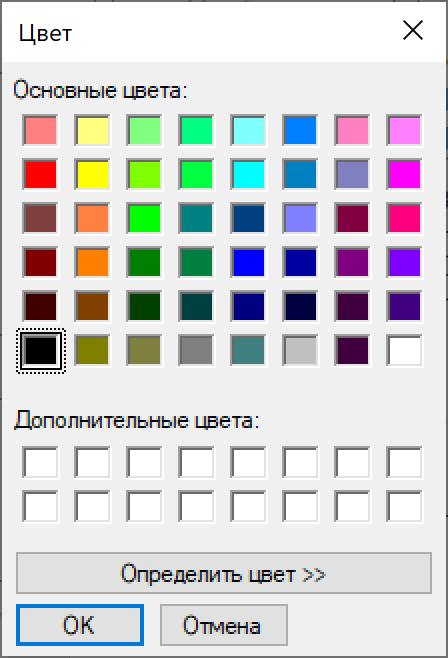 Цвет
Основные цвета:
Дополнительные цвета:
Определить цвет >>
OK
Отмена